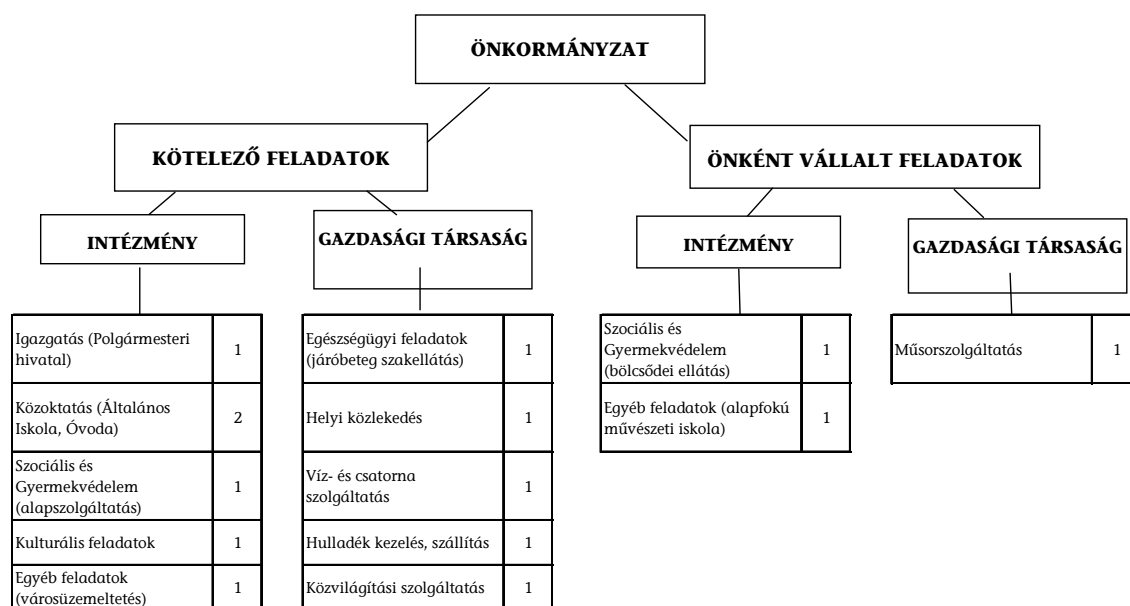 ÖNKORMÁNYZAT
KÖTELEZŐ FELADATOK
ÖNKÉNT VÁLLALT FELADATOK
INTÉZMÉNY
GAZDASÁGI TÁRSASÁG
INTÉZMÉNY
GAZDASÁGI TÁRSASÁG
Igazgatás (Polgármesteri
hivatal)
1
Közoktatás (Általános
Iskola, Óvoda)
2
Szociális és
Gyermekvédelem
(alapszolgáltatás)
1
Kulturális feladatok
1
Egyéb feladatok
(városüzemeltetés)
1
Egészségügyi feladatok
(járóbeteg szakellátás)
1
Helyi közlekedés
1
Víz- és csatorna
szolgáltatás
1
Hulladék kezelés, szállítás
1
Közvilágítási szolgáltatás
1
Szociális és
Gyermekvédelem
(bölcsődei ellátás)
1
Egyéb feladatok (alapfokú
művészeti iskola)
1
Műsorszolgáltatás
1